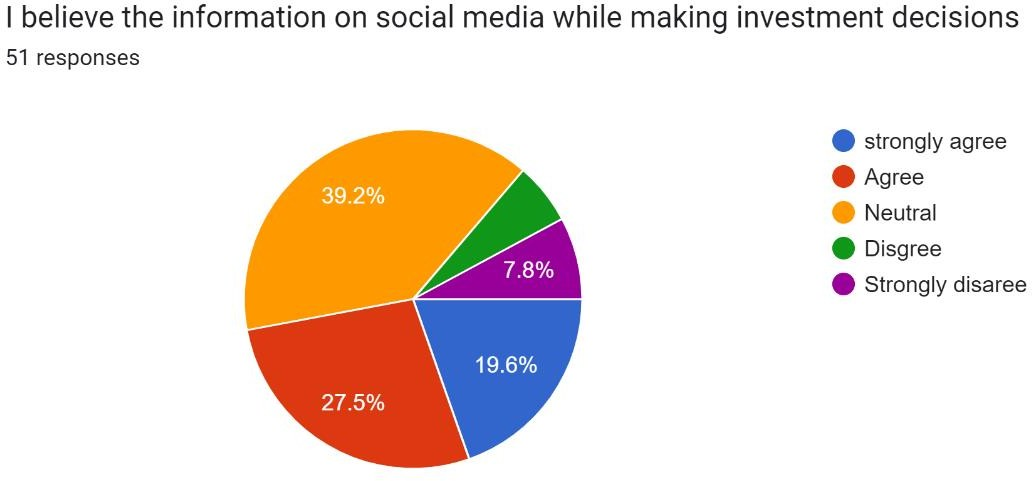 I believe the information on social media while making investment decisions
51 responses
39.2%
7.8%
19.6%
27.5%
strongly agree
Agree
Neutral
Disgree
Strongly disaree